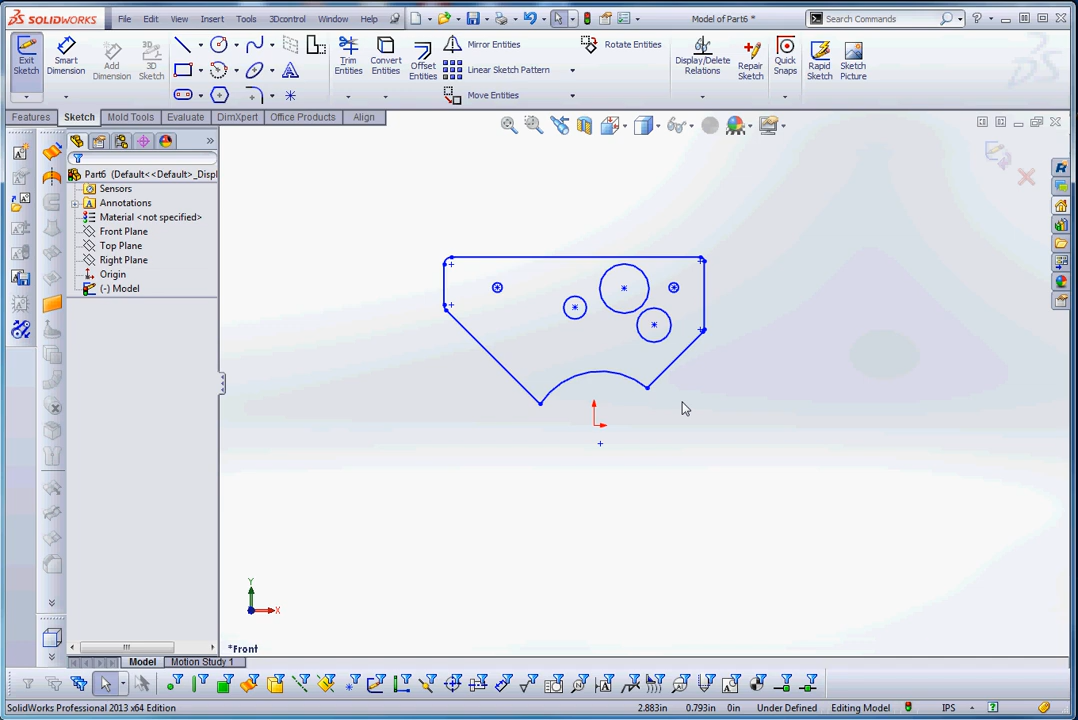 SOLIDWORKS File Edit View Insert Tools 3Dcontrol Window Help Model of Part6 * Search Commands
Exit Sketch
Smart Dimension
Add Dimension
3D Sketch
Trim Entities
Convert Entities
Offset Entities
Mirror Entities
Linear Sketch Pattern
Move Entities
Rotate Entities
Display/Delete Relations
Repair Sketch
Quick Snaps
Rapid Sketch
Sketch Picture
Features Sketch Mold Tools Evaluate DimXpert Office Products Align
Part6 (Default<<Default>_Displ
Sensors
Annotations
Material <not specified>
Front Plane
Top Plane
Right Plane
Origin
(-) Model
Y
X
*Front
Model Motion Study 1
SolidWorks Professional 2013 x64 Edition 2.883in 0.793in 0in Under Defined Editing Model IPS